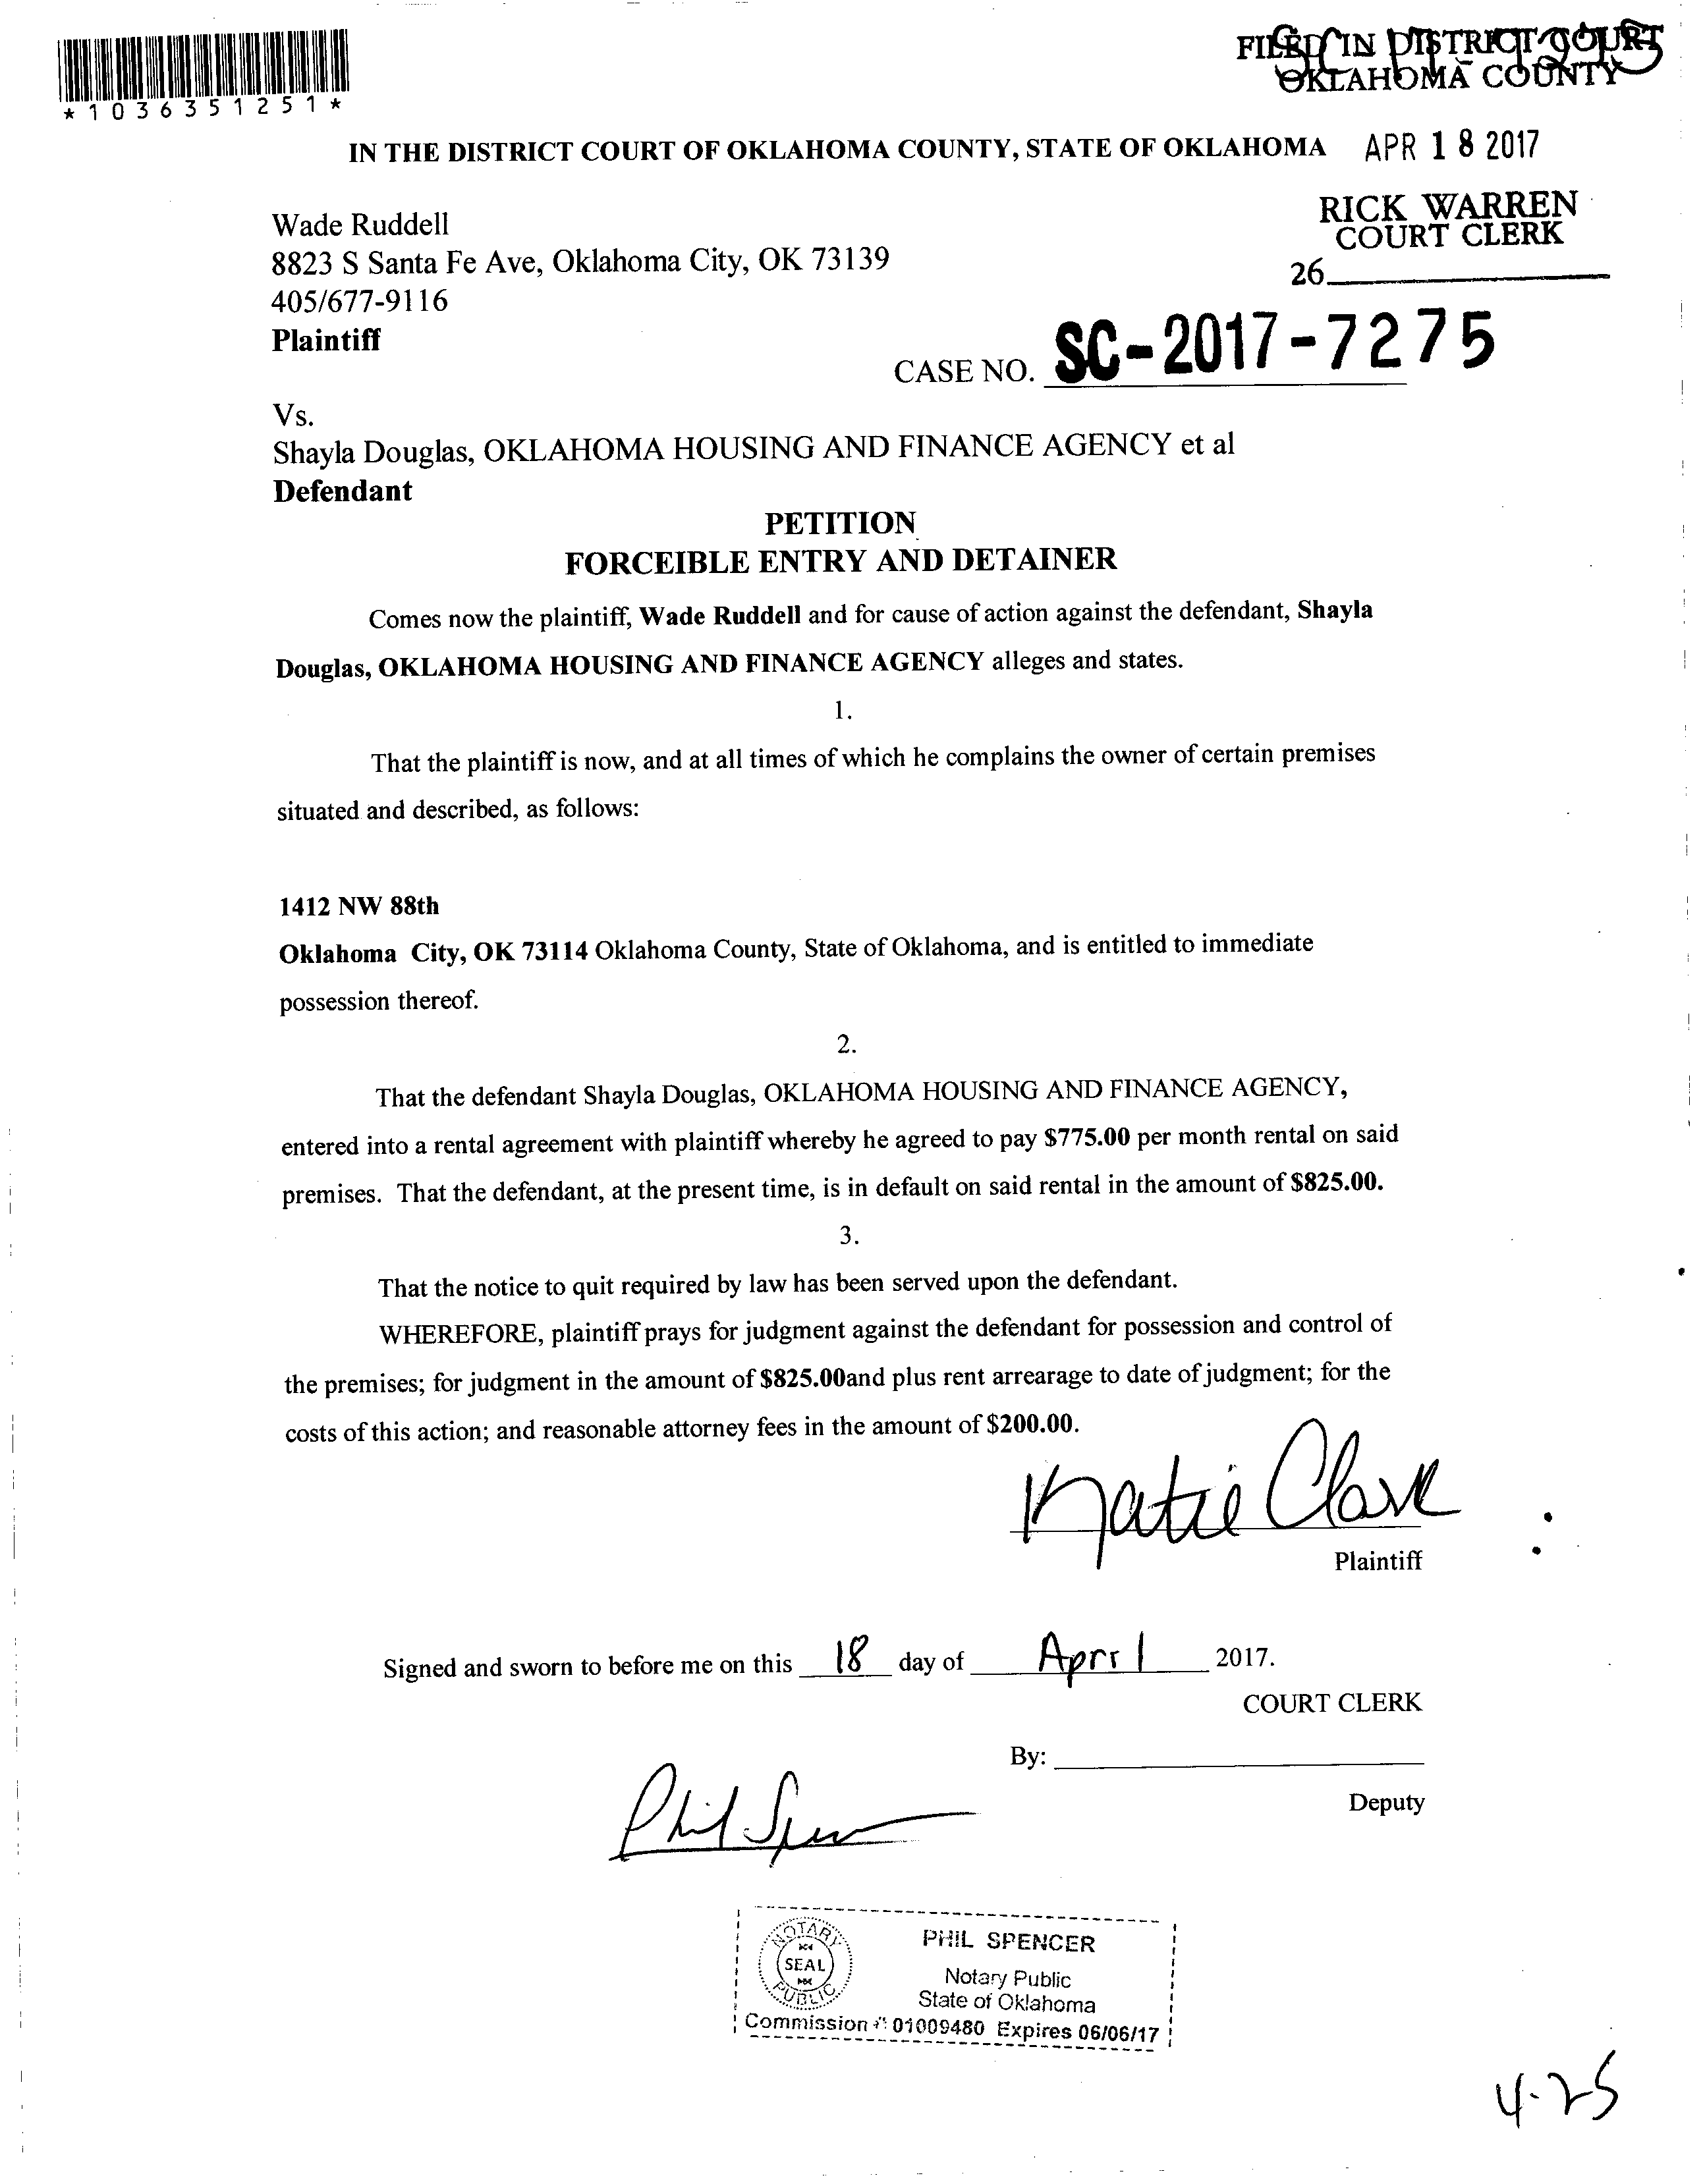 *1036351251*
FILED IN DISTRICT COURT
OKLAHOMA COUNTY
IN THE DISTRICT COURT OF OKLAHOMA COUNTY, STATE OF OKLAHOMA APR 18 2017
RICK WARREN
COURT CLERK
26
Wade Ruddell
8823 S Santa Fe Ave, Oklahoma City, OK 73139
405/677-9116
Plaintiff
CASE NO. SC-2017-7275
Vs.
Shayla Douglas, OKLAHOMA HOUSING AND FINANCE AGENCY et al
Defendant
PETITION
FORCEIBLE ENTRY AND DETAINER
Comes now the plaintiff, Wade Ruddell and for cause of action against the defendant, Shayla
Douglas, OKLAHOMA HOUSING AND FINANCE AGENCY alleges and states.
1.
That the plaintiff is now, and at all times of which he complains the owner of certain premises
situated and described, as follows:
1412 NW 88th
Oklahoma City, OK 73114 Oklahoma County, State of Oklahoma, and is entitled to immediate
possession thereof.
2.
That the defendant Shayla Douglas, OKLAHOMA HOUSING AND FINANCE AGENCY,
entered into a rental agreement with plaintiff whereby he agreed to pay $775.00 per month rental on said
premises. That the defendant, at the present time, is in default on said rental in the amount of $825.00.
3.
That the notice to quit required by law has been served upon the defendant.
WHEREFORE, plaintiff prays for judgment against the defendant for possession and control of
the premises; for judgment in the amount of $825.00and plus rent arrearage to date of judgment; for the
costs of this action; and reasonable attorney fees in the amount of $200.00.
Katie Clark
Plaintiff
Signed and sworn to before me on this 18 day of April 2017.
COURT CLERK
By:
Deputy
Phil Spencer
NOTARY PUBLIC
SEAL
PHIL SPENCER
Notary Public
State of Oklahoma
Commission # 01009480 Expires 06/06/17
4-25